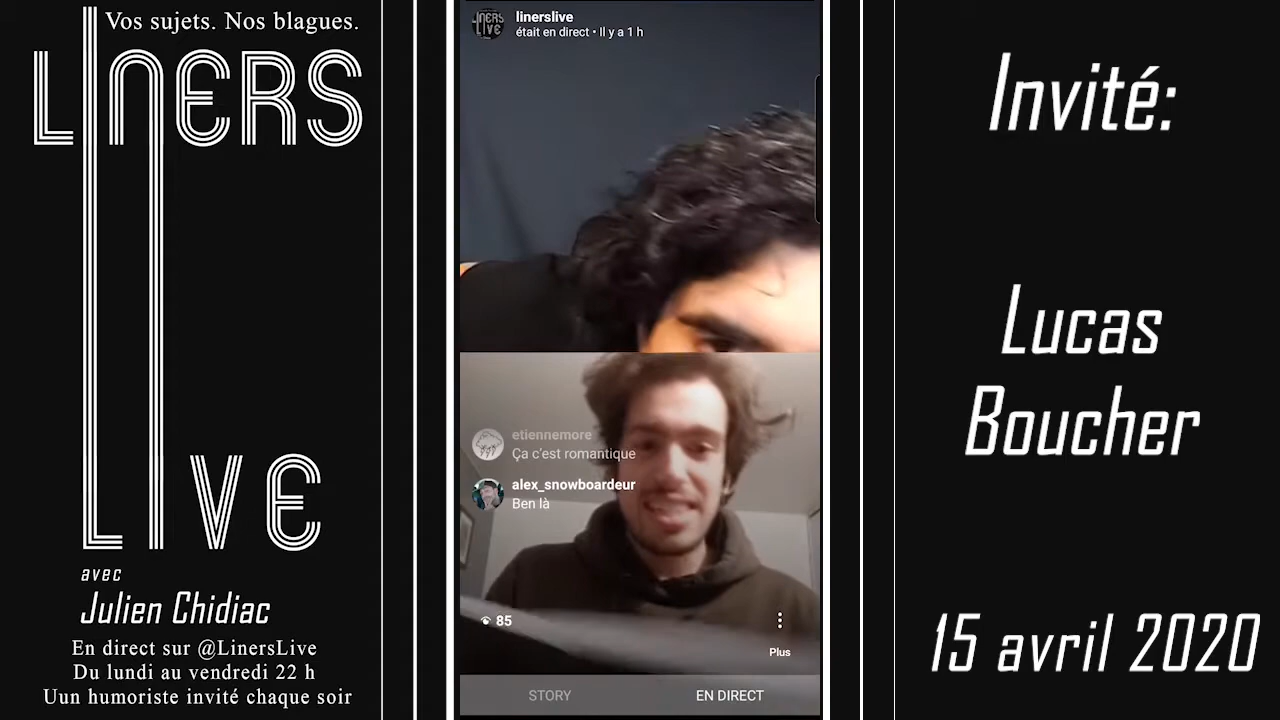 Vos sujets. Nos blagues.
LINERS
LIVE
avec
Julien Chidiac
En direct sur @LinersLive
Du lundi au vendredi 22 h
Uun humoriste invité chaque soir
LINERS
LIVE
linerslive
était en direct • Il y a 1 h
etiennemore
Ça c'est romantique
alex_snowboardeur
Ben là
85
Plus
STORY
EN DIRECT
Invité:
Lucas
Boucher
15 avril 2020